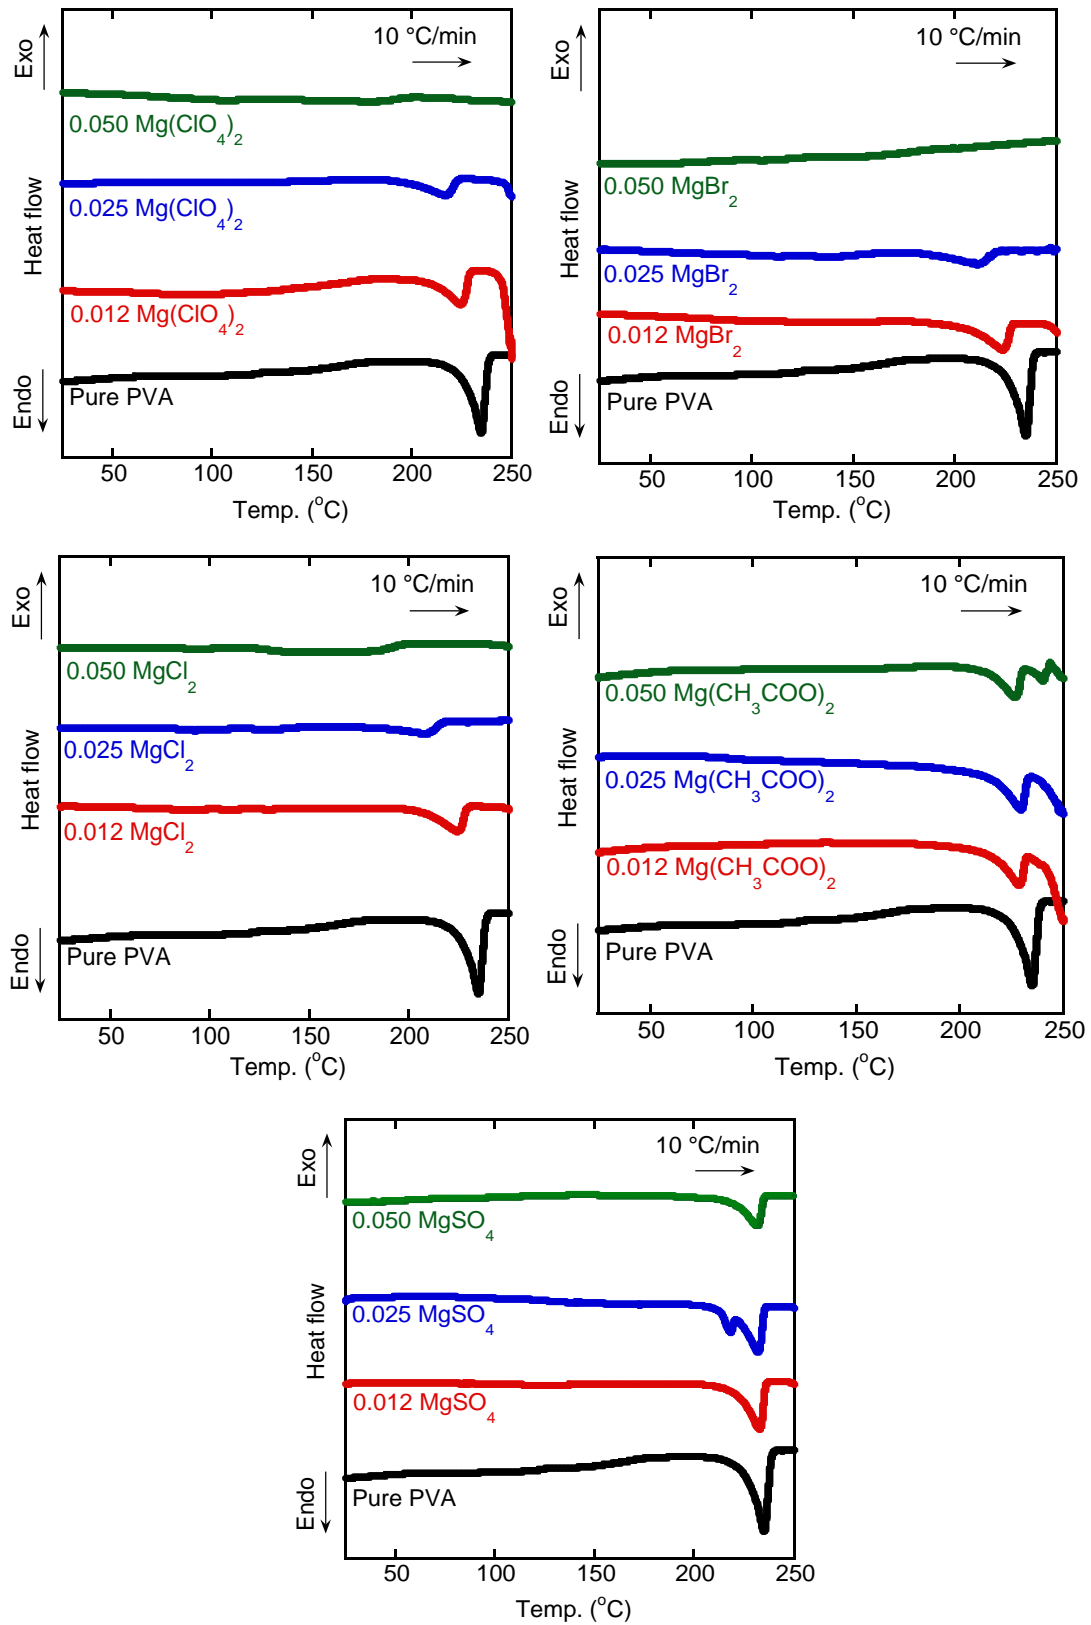 Exo
10 °C/min
0.050 Mg(ClO4)2
0.025 Mg(ClO4)2
Heat flow
0.012 Mg(ClO4)2
Endo
Pure PVA
50 100 150 200 250
Temp. (°C)
Exo
10 °C/min
0.050 MgBr2
Heat flow
0.025 MgBr2
0.012 MgBr2
Endo
Pure PVA
50 100 150 200 250
Temp. (°C)
Exo
10 °C/min
0.050 MgCl2
0.025 MgCl2
Heat flow
0.012 MgCl2
Endo
Pure PVA
50 100 150 200 250
Temp. (°C)
Exo
10 °C/min
0.050 Mg(CH3COO)2
0.025 Mg(CH3COO)2
Heat flow
0.012 Mg(CH3COO)2
Endo
Pure PVA
50 100 150 200 250
Temp. (°C)
Exo
10 °C/min
0.050 MgSO4
0.025 MgSO4
Heat flow
0.012 MgSO4
Endo
Pure PVA
50 100 150 200 250
Temp. (°C)